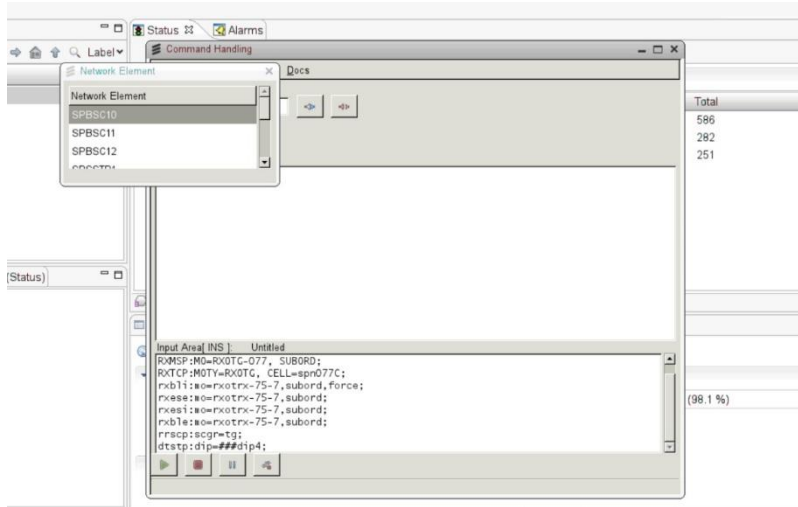 Status
Alarms
Label
Command Handling
Network Element
Docs
Network Element
SPBSC10
SPBSC11
SPBSC12
Total
586
282
251
(Status)
Input Area[ INS ]: Untitled
RXMSP:MO=RXOTG-077, SUBORD;
RXTCP:MOTY=RXOTG, CELL=spn077C;
rxbli:mo=rxotrx-75-7,subord,force;
rxese:mo=rxotrx-75-7,subord;
rxesi:mo=rxotrx-75-7,subord;
rxble:mo=rxotrx-75-7,subord;
rrscp:scgr=tg;
dtstp:dip=###dip4;
(98.1 %)